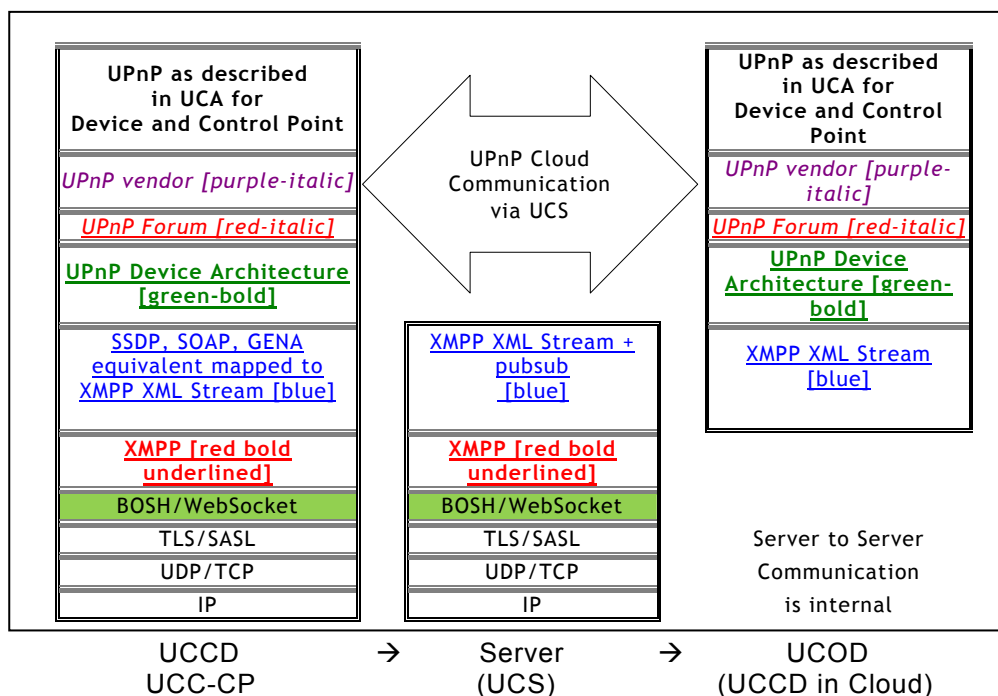 UPnP as described
in UCA for
Device and Control Point
UPnP vendor [purple-italic]
UPnP Forum [red-italic]
UPnP Device Architecture
[green-bold]
SSDP, SOAP, GENA
equivalent mapped to
XMPP XML Stream [blue]
XMPP [red bold
underlined]
BOSH/WebSocket
TLS/SASL
UDP/TCP
IP
UPnP Cloud
Communication
via UCS
XMPP XML Stream +
pubsub
[blue]
XMPP [red bold
underlined]
BOSH/WebSocket
TLS/SASL
UDP/TCP
IP
UPnP as described
in UCA for
Device and Control
Point
UPnP vendor [purple-
italic]
UPnP Forum [red-italic]
UPnP Device
Architecture [green-
bold]
XMPP XML Stream
[blue]
Server to Server
Communication
is internal
UCCD → Server → UCOD
UCC-CP (UCS) (UCCD in Cloud)